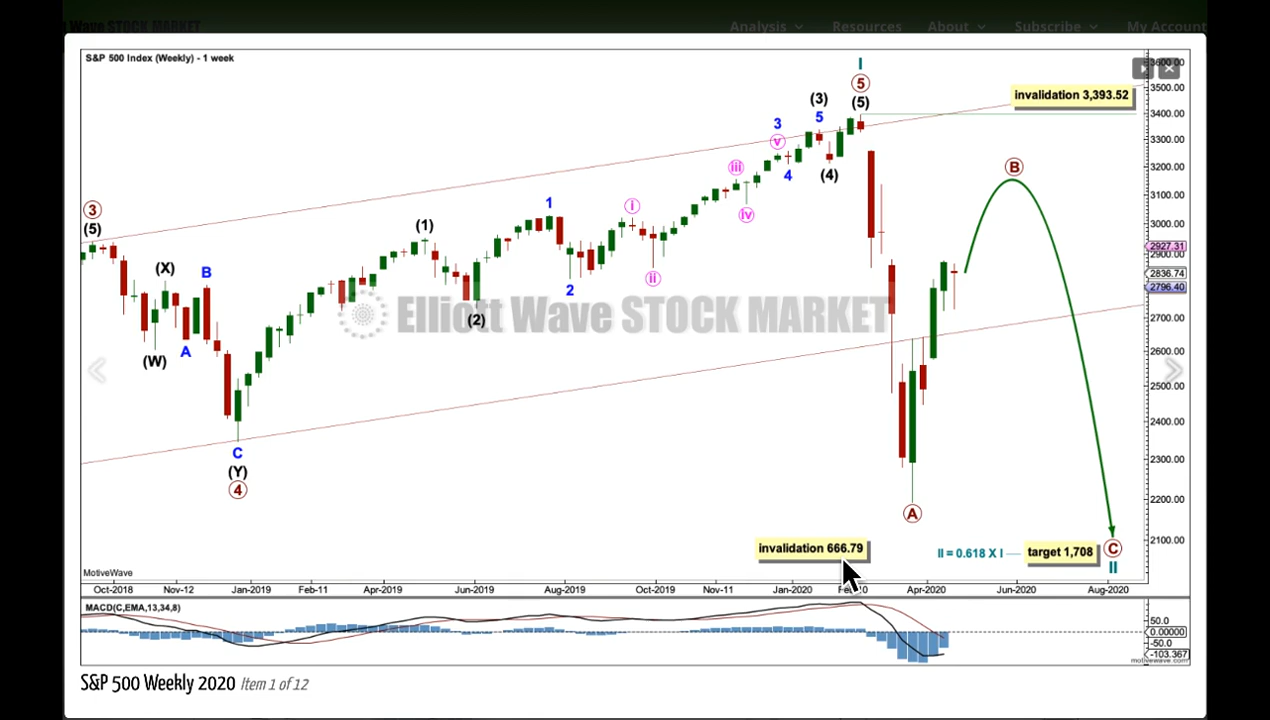 Elliott Wave STOCK MARKET
Analysis
Resources
About
Subscribe
My Account
S&P 500 Index (Weekly) - 1 week
I
5
(5)
invalidation 3,393.52
(3)
5
3
v
4
(4)
iii
iv
i
ii
1
2
(1)
(2)
3
(5)
(X)
B
(W)
A
C
(Y)
4
B
A
Elliott Wave STOCK MARKET
invalidation 666.79
II = 0.618 X I
target 1,708
C
II
3600.00
3500.00
3400.00
3300.00
3200.00
3100.00
3000.00
2927.31
2900.00
2836.74
2796.40
2700.00
2600.00
2500.00
2400.00
2300.00
2200.00
2100.00
MotiveWave
Oct-2018 Nov-12 Jan-2019 Feb-11 Apr-2019 Jun-2019 Aug-2019 Oct-2019 Nov-11 Jan-2020 Apr-2020 Jun-2020 Aug-2020
MACD(C,EMA,13,34,8)
50.0
0.00000
-50.0
-103.367
motivewave.com
S&P 500 Weekly 2020 Item 1 of 12